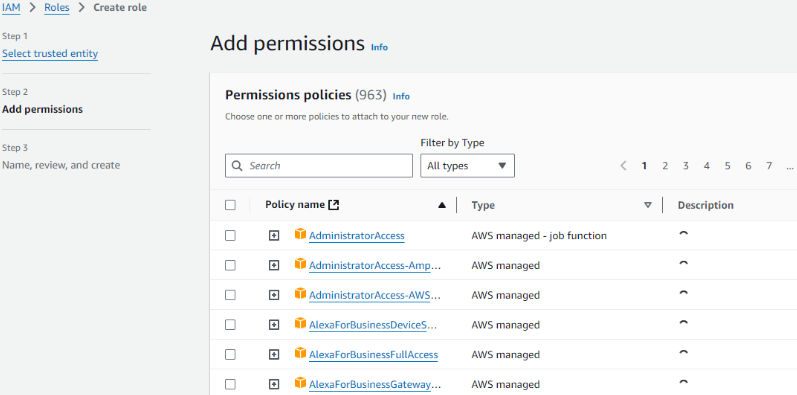 IAM > Roles > Create role
Step 1
Select trusted entity
Step 2
Add permissions
Step 3
Name, review, and create
Add permissions Info
Permissions policies (963) Info
Choose one or more policies to attach to your new role.
Filter by Type
Search
All types
< 1 2 3 4 5 6 7 ...
Policy name Type Description
AdministratorAccess AWS managed - job function
AdministratorAccess-Amp... AWS managed
AdministratorAccess-AWS... AWS managed
AlexaForBusinessDeviceS... AWS managed
AlexaForBusinessFullAccess AWS managed
AlexaForBusinessGateway... AWS managed